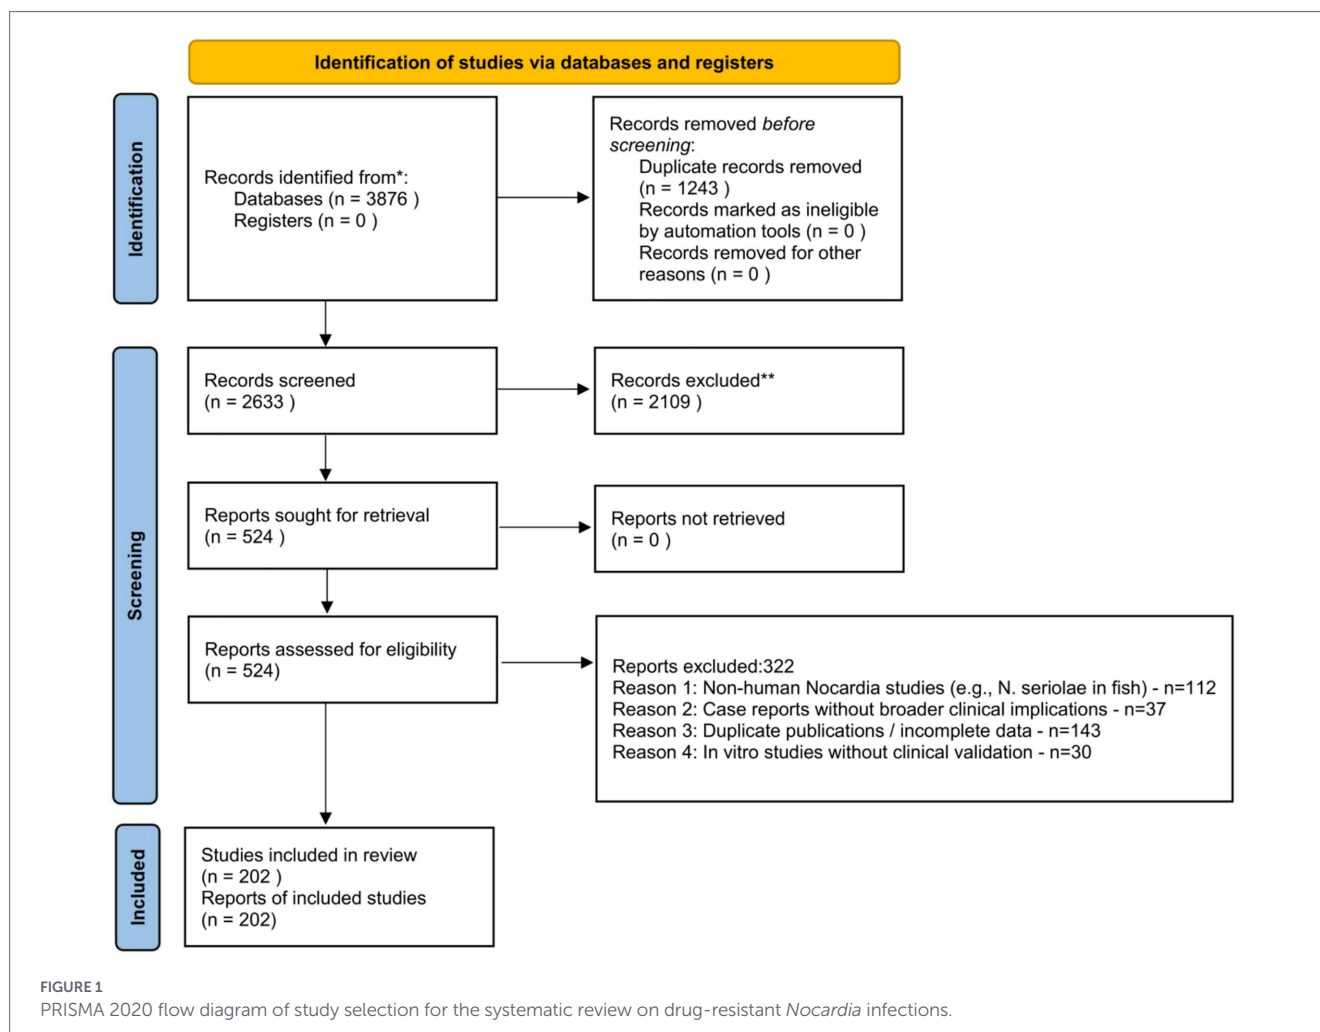 Identification of studies via databases and registers
Identification
Records identified from*:
Databases (n = 3876 )
Registers (n = 0 )
Records removed before
screening:
Duplicate records removed
(n = 1243 )
Records marked as ineligible
by automation tools (n = 0 )
Records removed for other
reasons (n = 0 )
Screening
Records screened
(n = 2633 )
Records excluded**
(n = 2109 )
Reports sought for retrieval
(n = 524 )
Reports not retrieved
(n = 0 )
Reports assessed for eligibility
(n = 524)
Reports excluded:322
Reason 1: Non-human Nocardia studies (e.g., N. seriolae in fish) - n=112
Reason 2: Case reports without broader clinical implications - n=37
Reason 3: Duplicate publications / incomplete data - n=143
Reason 4: In vitro studies without clinical validation - n=30
Included
Studies included in review
(n = 202 )
Reports of included studies
(n = 202)
FIGURE 1
PRISMA 2020 flow diagram of study selection for the systematic review on drug-resistant Nocardia infections.